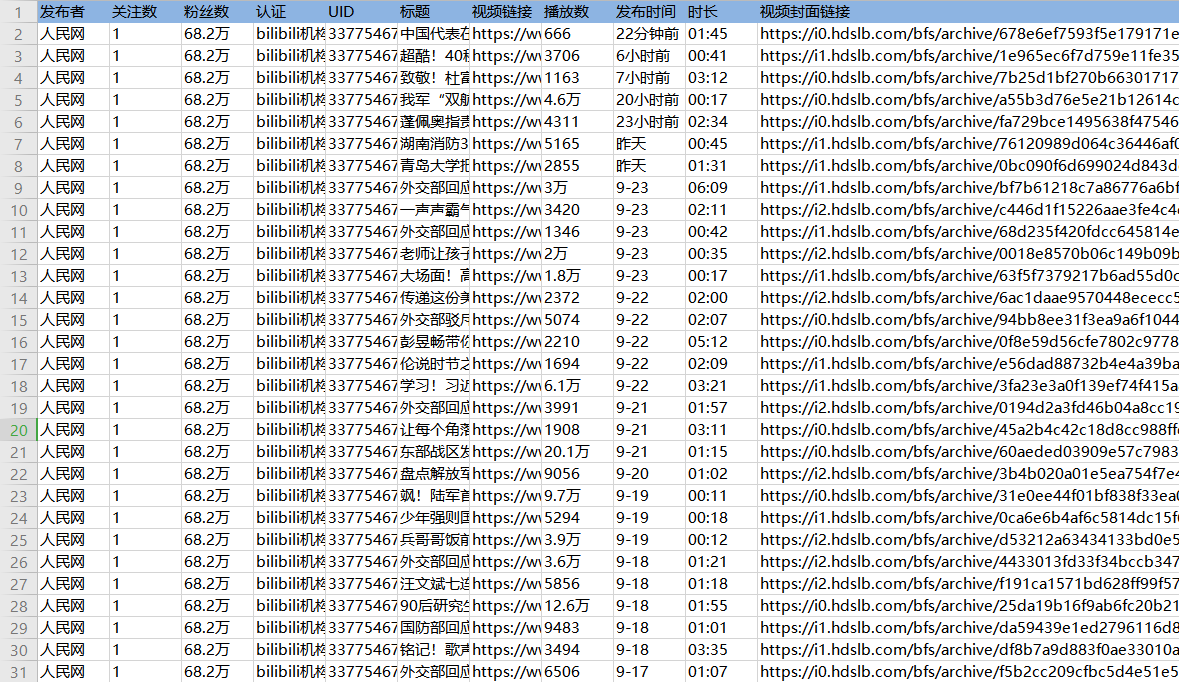 1 发布者 关注数 粉丝数 认证 UID 标题 视频链接 播放数 发布时间 时长 视频封面链接
2 人民网 1 68.2万 bilibili机构 33775467 中国代表在 https://w 666 22分钟前 01:45 https://i0.hdslb.com/bfs/archive/678e6ef7593f5e179171e
3 人民网 1 68.2万 bilibili机构 33775467 超酷！40秒 https://w 3706 6小时前 00:41 https://i1.hdslb.com/bfs/archive/1e965ec6f7d759e11fe35
4 人民网 1 68.2万 bilibili机构 33775467 致敬！杜富 https://w 1163 7小时前 03:12 https://i0.hdslb.com/bfs/archive/7b25d1bf270b66301717
5 人民网 1 68.2万 bilibili机构 33775467 我军“双航 https://w 4.6万 20小时前 00:17 https://i0.hdslb.com/bfs/archive/a55b3d76e5e21b12614c
6 人民网 1 68.2万 bilibili机构 33775467 蓬佩奥指责 https://w 4311 23小时前 02:34 https://i0.hdslb.com/bfs/archive/fa729bce1495638f47546
7 人民网 1 68.2万 bilibili机构 33775467 湖南消防3 https://w 5165 昨天 00:45 https://i1.hdslb.com/bfs/archive/76120989d064c36446af0
8 人民网 1 68.2万 bilibili机构 33775467 青岛大学把 https://w 2855 昨天 01:31 https://i1.hdslb.com/bfs/archive/0bc090f6d699024d843d
9 人民网 1 68.2万 bilibili机构 33775467 外交部回应 https://w 3万 9-23 06:09 https://i1.hdslb.com/bfs/archive/bf7b61218c7a86776a6bf
10 人民网 1 68.2万 bilibili机构 33775467 一声声霸气 https://w 3420 9-23 02:11 https://i2.hdslb.com/bfs/archive/c446d1f15226aae3fe4c4
11 人民网 1 68.2万 bilibili机构 33775467 外交部回应 https://w 1346 9-23 00:42 https://i1.hdslb.com/bfs/archive/68d235f420fdcc645814e
12 人民网 1 68.2万 bilibili机构 33775467 老师让孩子 https://w 2万 9-23 00:35 https://i2.hdslb.com/bfs/archive/0018e8570b06c149b09b
13 人民网 1 68.2万 bilibili机构 33775467 大场面！高 https://w 1.8万 9-23 00:17 https://i1.hdslb.com/bfs/archive/63f5f7379217b6ad55d0c
14 人民网 1 68.2万 bilibili机构 33775467 传递这份美 https://w 2372 9-22 02:00 https://i2.hdslb.com/bfs/archive/6ac1daae9570448ececc5
15 人民网 1 68.2万 bilibili机构 33775467 外交部驳斥 https://w 5074 9-22 02:07 https://i0.hdslb.com/bfs/archive/94bb8ee31f3ea9a6f1044
16 人民网 1 68.2万 bilibili机构 33775467 彭昱畅带你 https://w 2210 9-22 05:12 https://i0.hdslb.com/bfs/archive/0f8e59d56cfe7802c9778
17 人民网 1 68.2万 bilibili机构 33775467 伦说时节之 https://w 1694 9-22 02:09 https://i1.hdslb.com/bfs/archive/e56dad88732b4e4a39ba
18 人民网 1 68.2万 bilibili机构 33775467 学习！习近 https://w 6.1万 9-22 03:21 https://i1.hdslb.com/bfs/archive/3fa23e3a0f139ef74f415a
19 人民网 1 68.2万 bilibili机构 33775467 外交部回应 https://w 3991 9-21 01:57 https://i2.hdslb.com/bfs/archive/0194d2a3fd46b04a8cc19
20 人民网 1 68.2万 bilibili机构 33775467 让每个角落 https://w 1908 9-21 03:11 https://i0.hdslb.com/bfs/archive/45a2b4c42c18d8cc988ff
21 人民网 1 68.2万 bilibili机构 33775467 东部战区发 https://w 20.1万 9-21 01:15 https://i0.hdslb.com/bfs/archive/60aeded03909e57c7983
22 人民网 1 68.2万 bilibili机构 33775467 盘点解放军 https://w 9056 9-20 01:02 https://i2.hdslb.com/bfs/archive/3b4b020a01e5ea754f7e4
23 人民网 1 68.2万 bilibili机构 33775467 飒！陆军首 https://w 9.7万 9-19 00:11 https://i0.hdslb.com/bfs/archive/31e0ee44f01bf838f33ea
24 人民网 1 68.2万 bilibili机构 33775467 少年强则国 https://w 5294 9-19 00:18 https://i1.hdslb.com/bfs/archive/0ca6e6b4af6c5814dc15f
25 人民网 1 68.2万 bilibili机构 33775467 兵哥哥饭前 https://w 3.9万 9-19 00:12 https://i2.hdslb.com/bfs/archive/d53212a63434133bd0e5
26 人民网 1 68.2万 bilibili机构 33775467 外交部回应 https://w 3.6万 9-18 01:21 https://i2.hdslb.com/bfs/archive/4433013fd33f34bccb347
27 人民网 1 68.2万 bilibili机构 33775467 汪文斌七连 https://w 5856 9-18 01:18 https://i2.hdslb.com/bfs/archive/f191ca1571bd628ff99f57
28 人民网 1 68.2万 bilibili机构 33775467 90后研究生 https://w 12.6万 9-18 01:55 https://i0.hdslb.com/bfs/archive/25da19b16f9ab6fc20b21
29 人民网 1 68.2万 bilibili机构 33775467 国防部回应 https://w 9483 9-18 01:01 https://i1.hdslb.com/bfs/archive/da59439e1ed2796116d8
30 人民网 1 68.2万 bilibili机构 33775467 铭记！歌声 https://w 3494 9-18 03:35 https://i1.hdslb.com/bfs/archive/df8b7a9d883f0ae33010a
31 人民网 1 68.2万 bilibili机构 33775467 外交部回应 https://w 6506 9-17 01:07 https://i0.hdslb.com/bfs/archive/f5b2cc209cfbc5d4e51e5